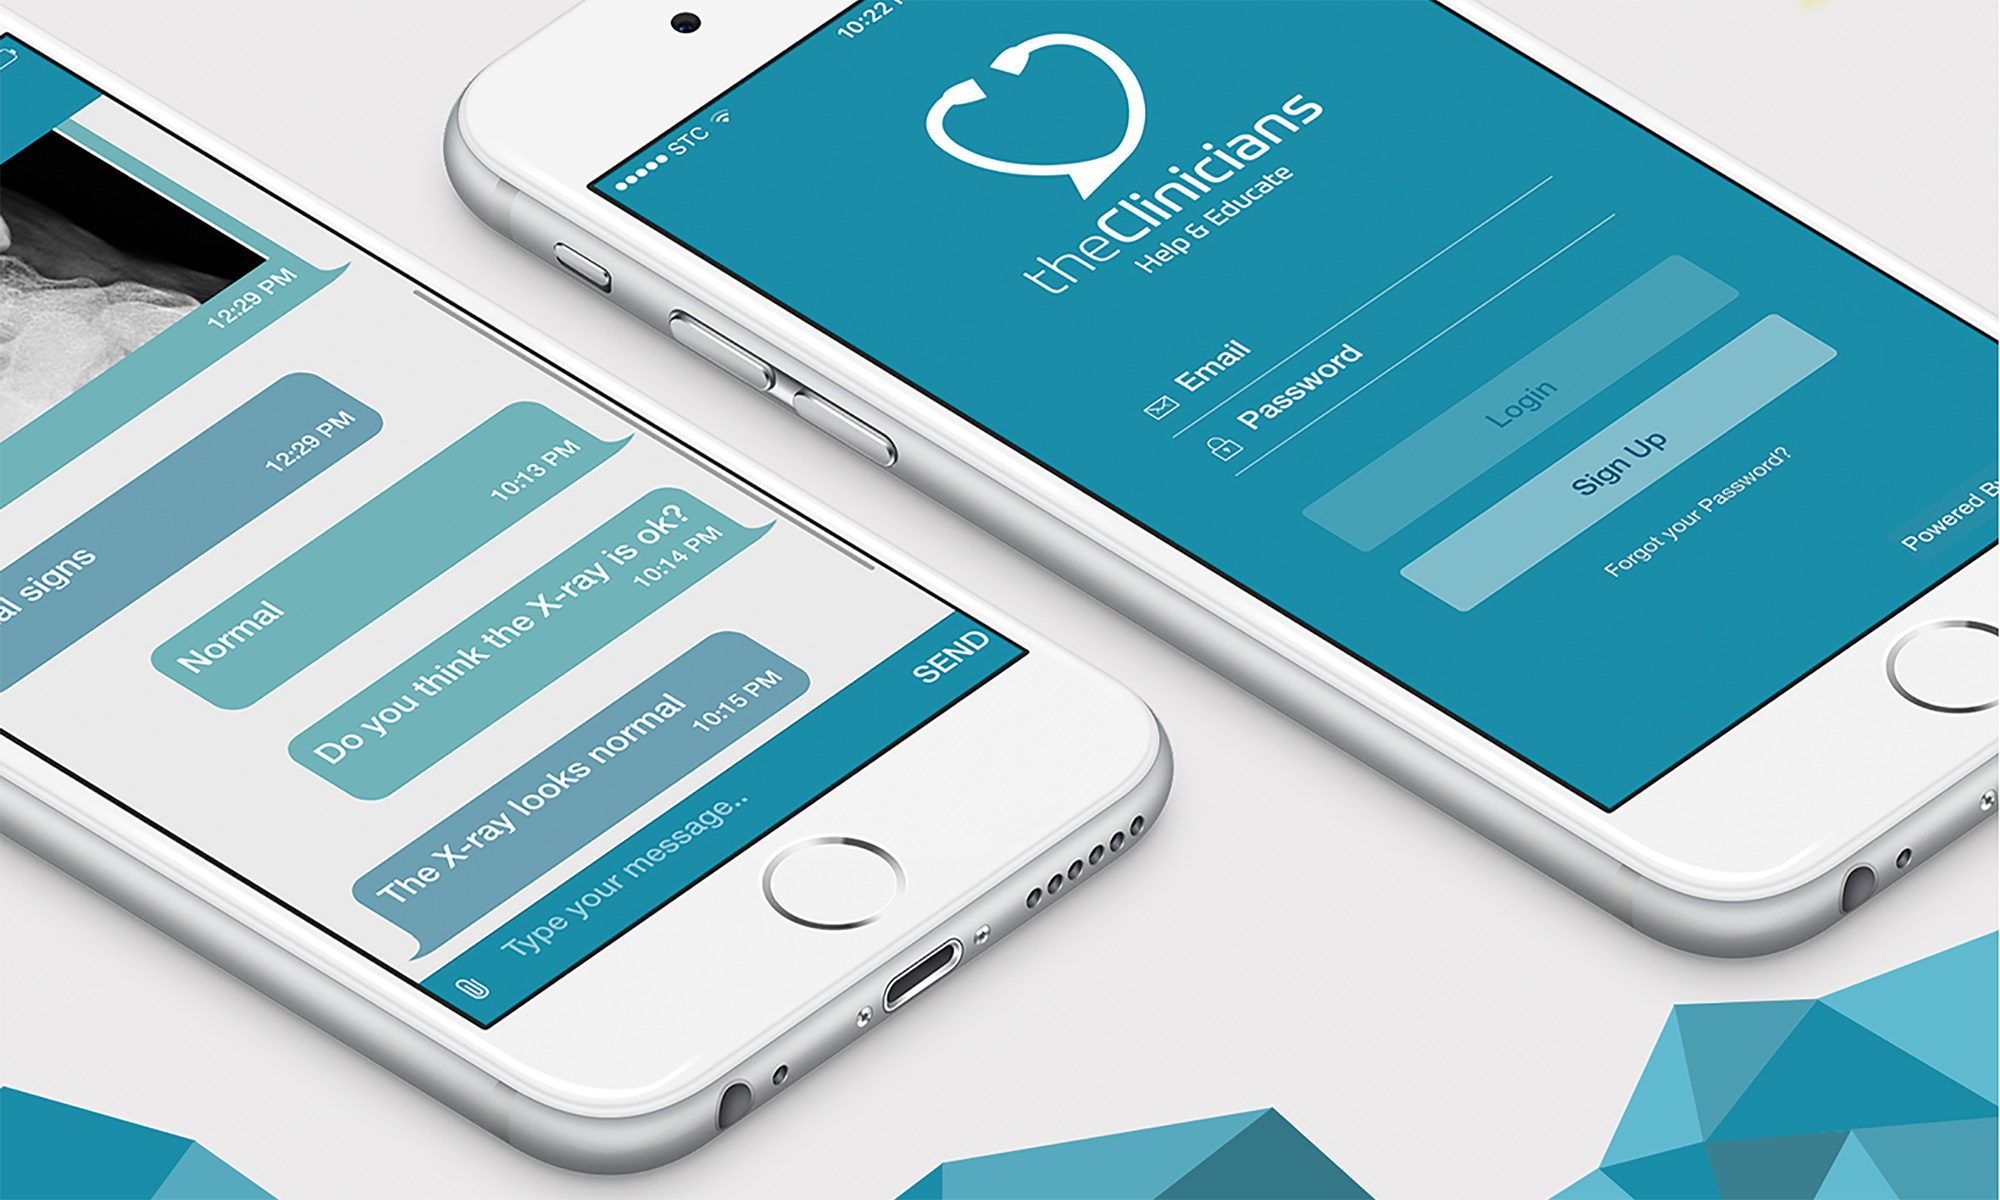 12:29 PM
signs
12:29 PM
Normal
10:13 PM
Do you think the X-ray is ok?
10:14 PM
The X-ray looks normal
10:15 PM
Type your message..
SEND
STC
10:22
theClinicians
Help & Educate
Email
Password
Login
Sign Up
Forgot your Password?
Powered